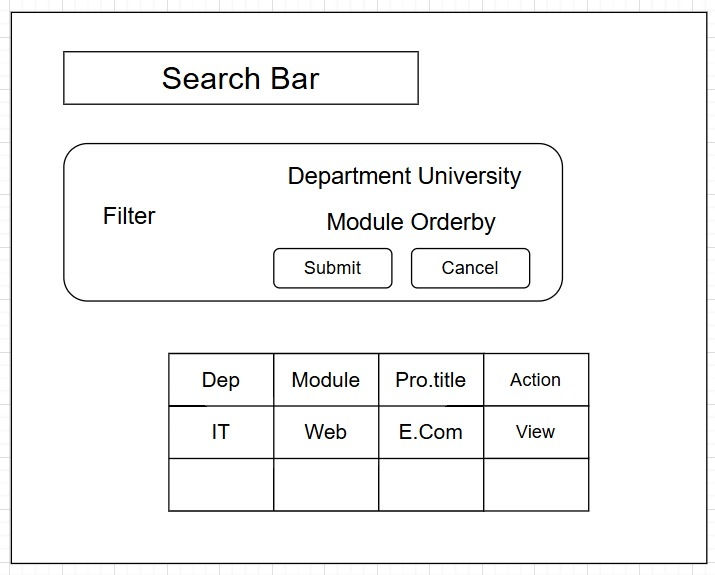 Search Bar
Department University
Filter
Module Orderby
Submit Cancel
Dep Module Pro.title Action
IT Web E.Com View